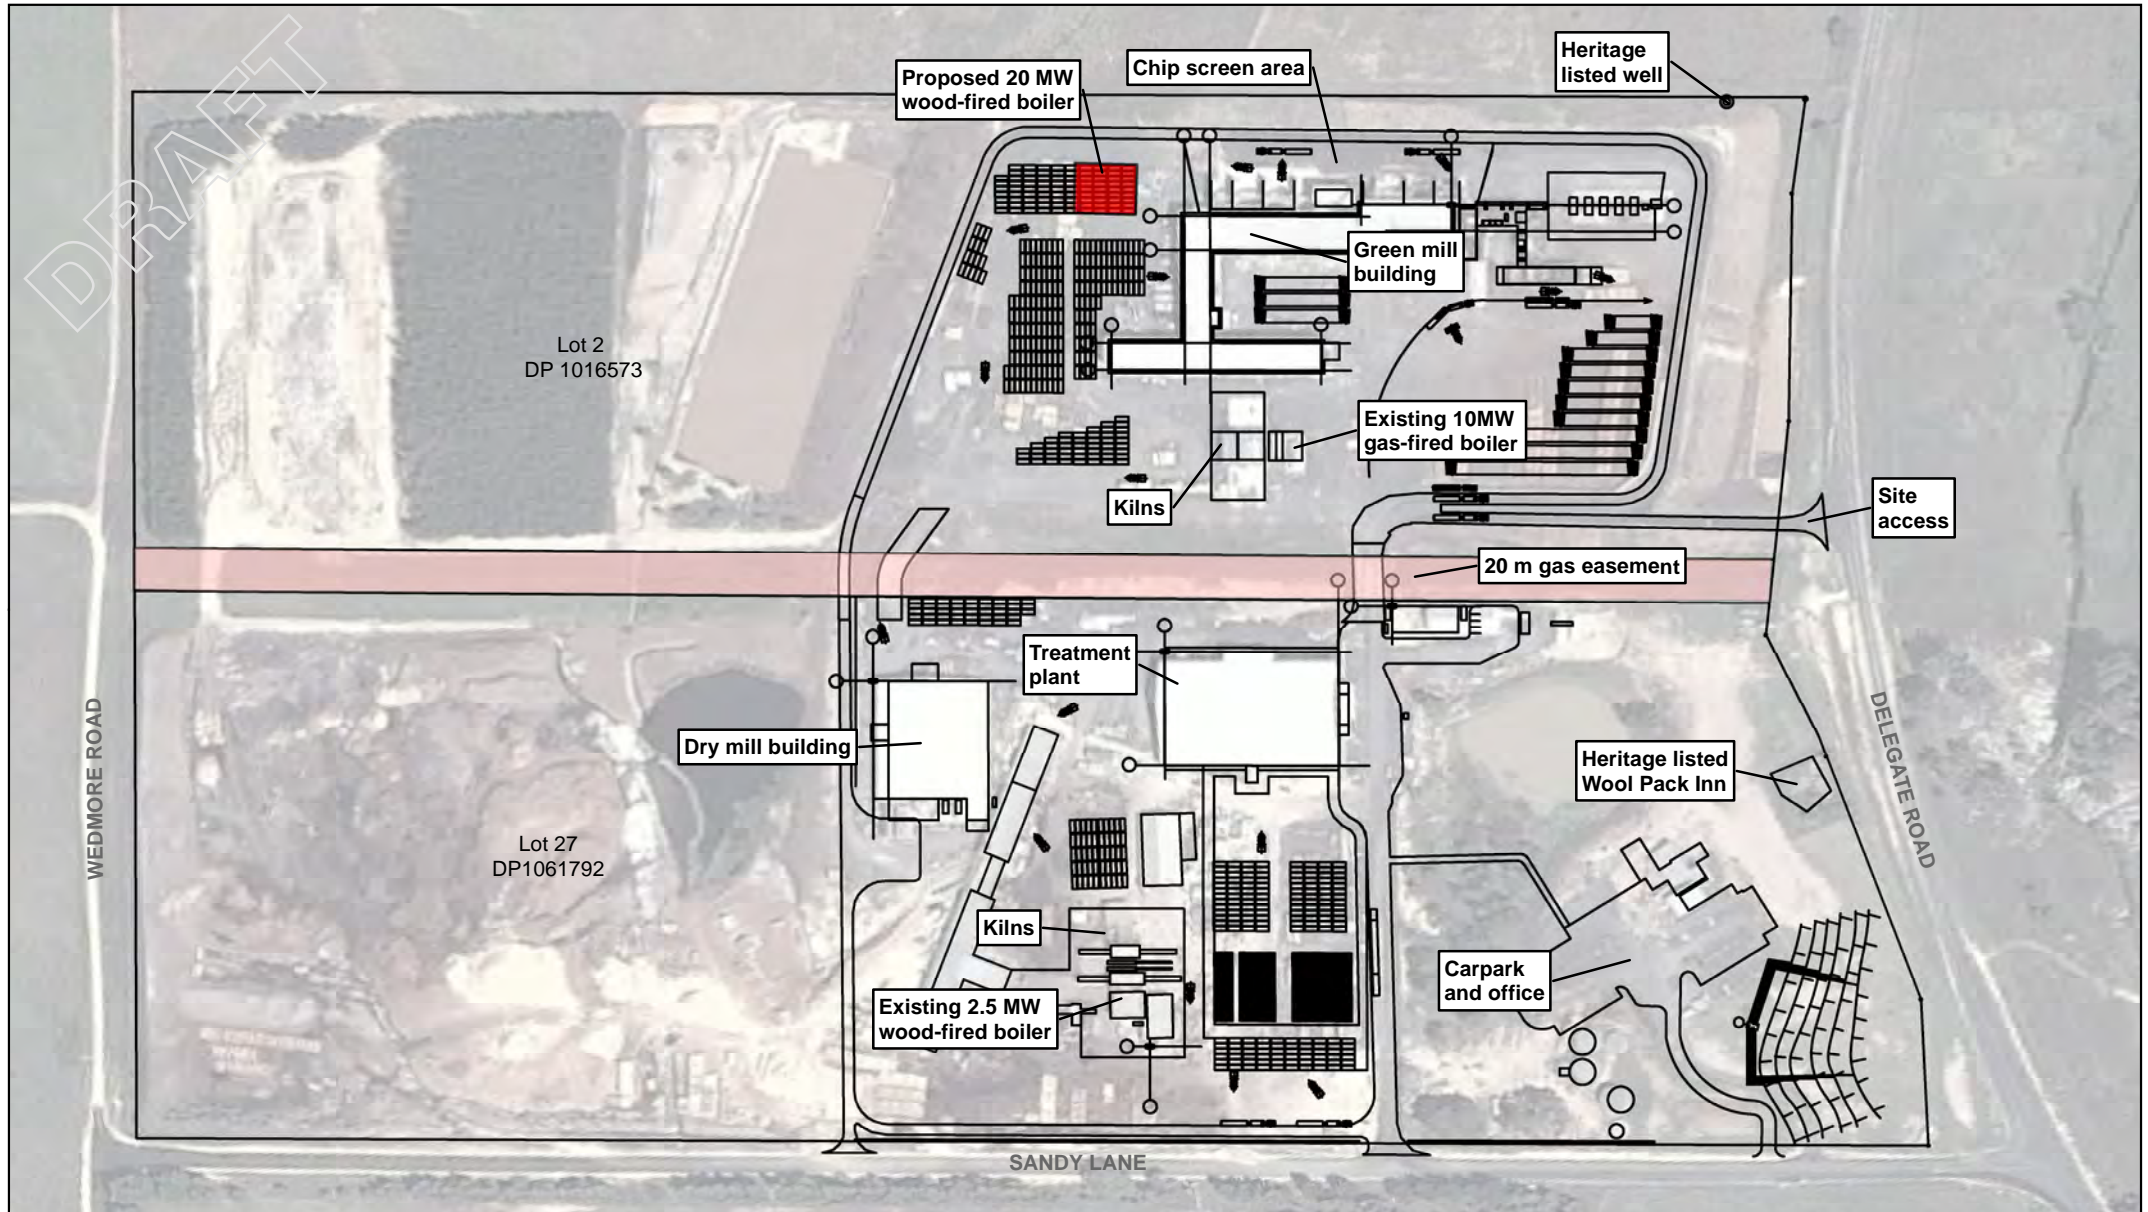 DRAFT
Proposed 20 MW
wood-fired boiler
Chip screen area
Heritage
listed well
Green mill
building
Lot 2
DP 1016573
Existing 10MW
gas-fired boiler
Kilns
Site
access
20 m gas easement
Treatment
plant
Dry mill building
Heritage listed
Wool Pack Inn
WEDMORE ROAD
DELEGATE ROAD
Lot 27
DP1061792
Kilns
Carpark
and office
Existing 2.5 MW
wood-fired boiler
SANDY LANE